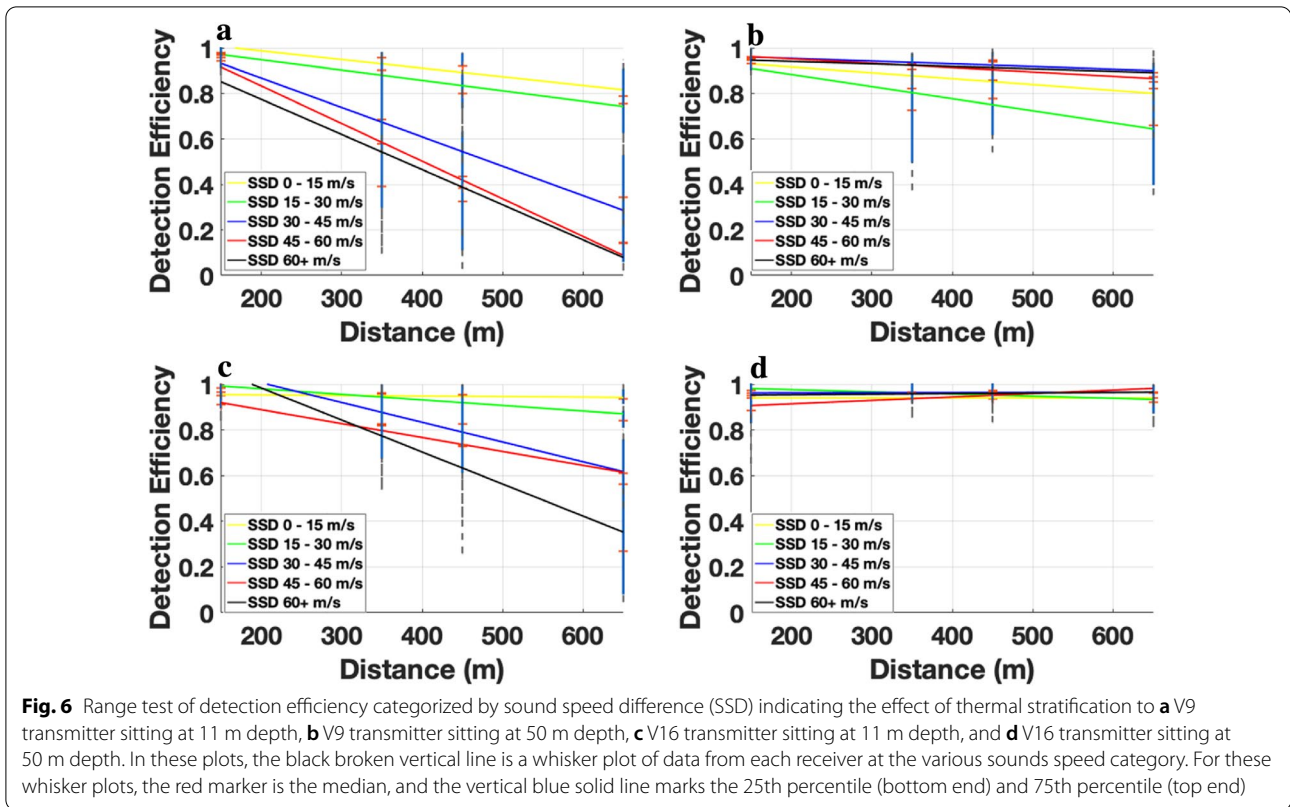 a
Detection Efficiency
1
0.8
0.6
0.4
0.2
0
SSD 0 - 15 m/s
SSD 15 - 30 m/s
SSD 30 - 45 m/s
SSD 45 - 60 m/s
SSD 60+ m/s
200 300 400 500 600
Distance (m)
b
Detection Efficiency
1
0.8
0.6
0.4
0.2
0
SSD 0 - 15 m/s
SSD 15 - 30 m/s
SSD 30 - 45 m/s
SSD 45 - 60 m/s
SSD 60+ m/s
200 300 400 500 600
Distance (m)
c
Detection Efficiency
1
0.8
0.6
0.4
0.2
0
SSD 0 - 15 m/s
SSD 15 - 30 m/s
SSD 30 - 45 m/s
SSD 45 - 60 m/s
SSD 60+ m/s
200 300 400 500 600
Distance (m)
d
Detection Efficiency
1
0.8
0.6
0.4
0.2
0
SSD 0 - 15 m/s
SSD 15 - 30 m/s
SSD 30 - 45 m/s
SSD 45 - 60 m/s
SSD 60+ m/s
200 300 400 500 600
Distance (m)
Fig. 6 Range test of detection efficiency categorized by sound speed difference (SSD) indicating the effect of thermal stratification to a V9
transmitter sitting at 11 m depth, b V9 transmitter sitting at 50 m depth, c V16 transmitter sitting at 11 m depth, and d V16 transmitter sitting at
50 m depth. In these plots, the black broken vertical line is a whisker plot of data from each receiver at the various sounds speed category. For these
whisker plots, the red marker is the median, and the vertical blue solid line marks the 25th percentile (bottom end) and 75th percentile (top end)